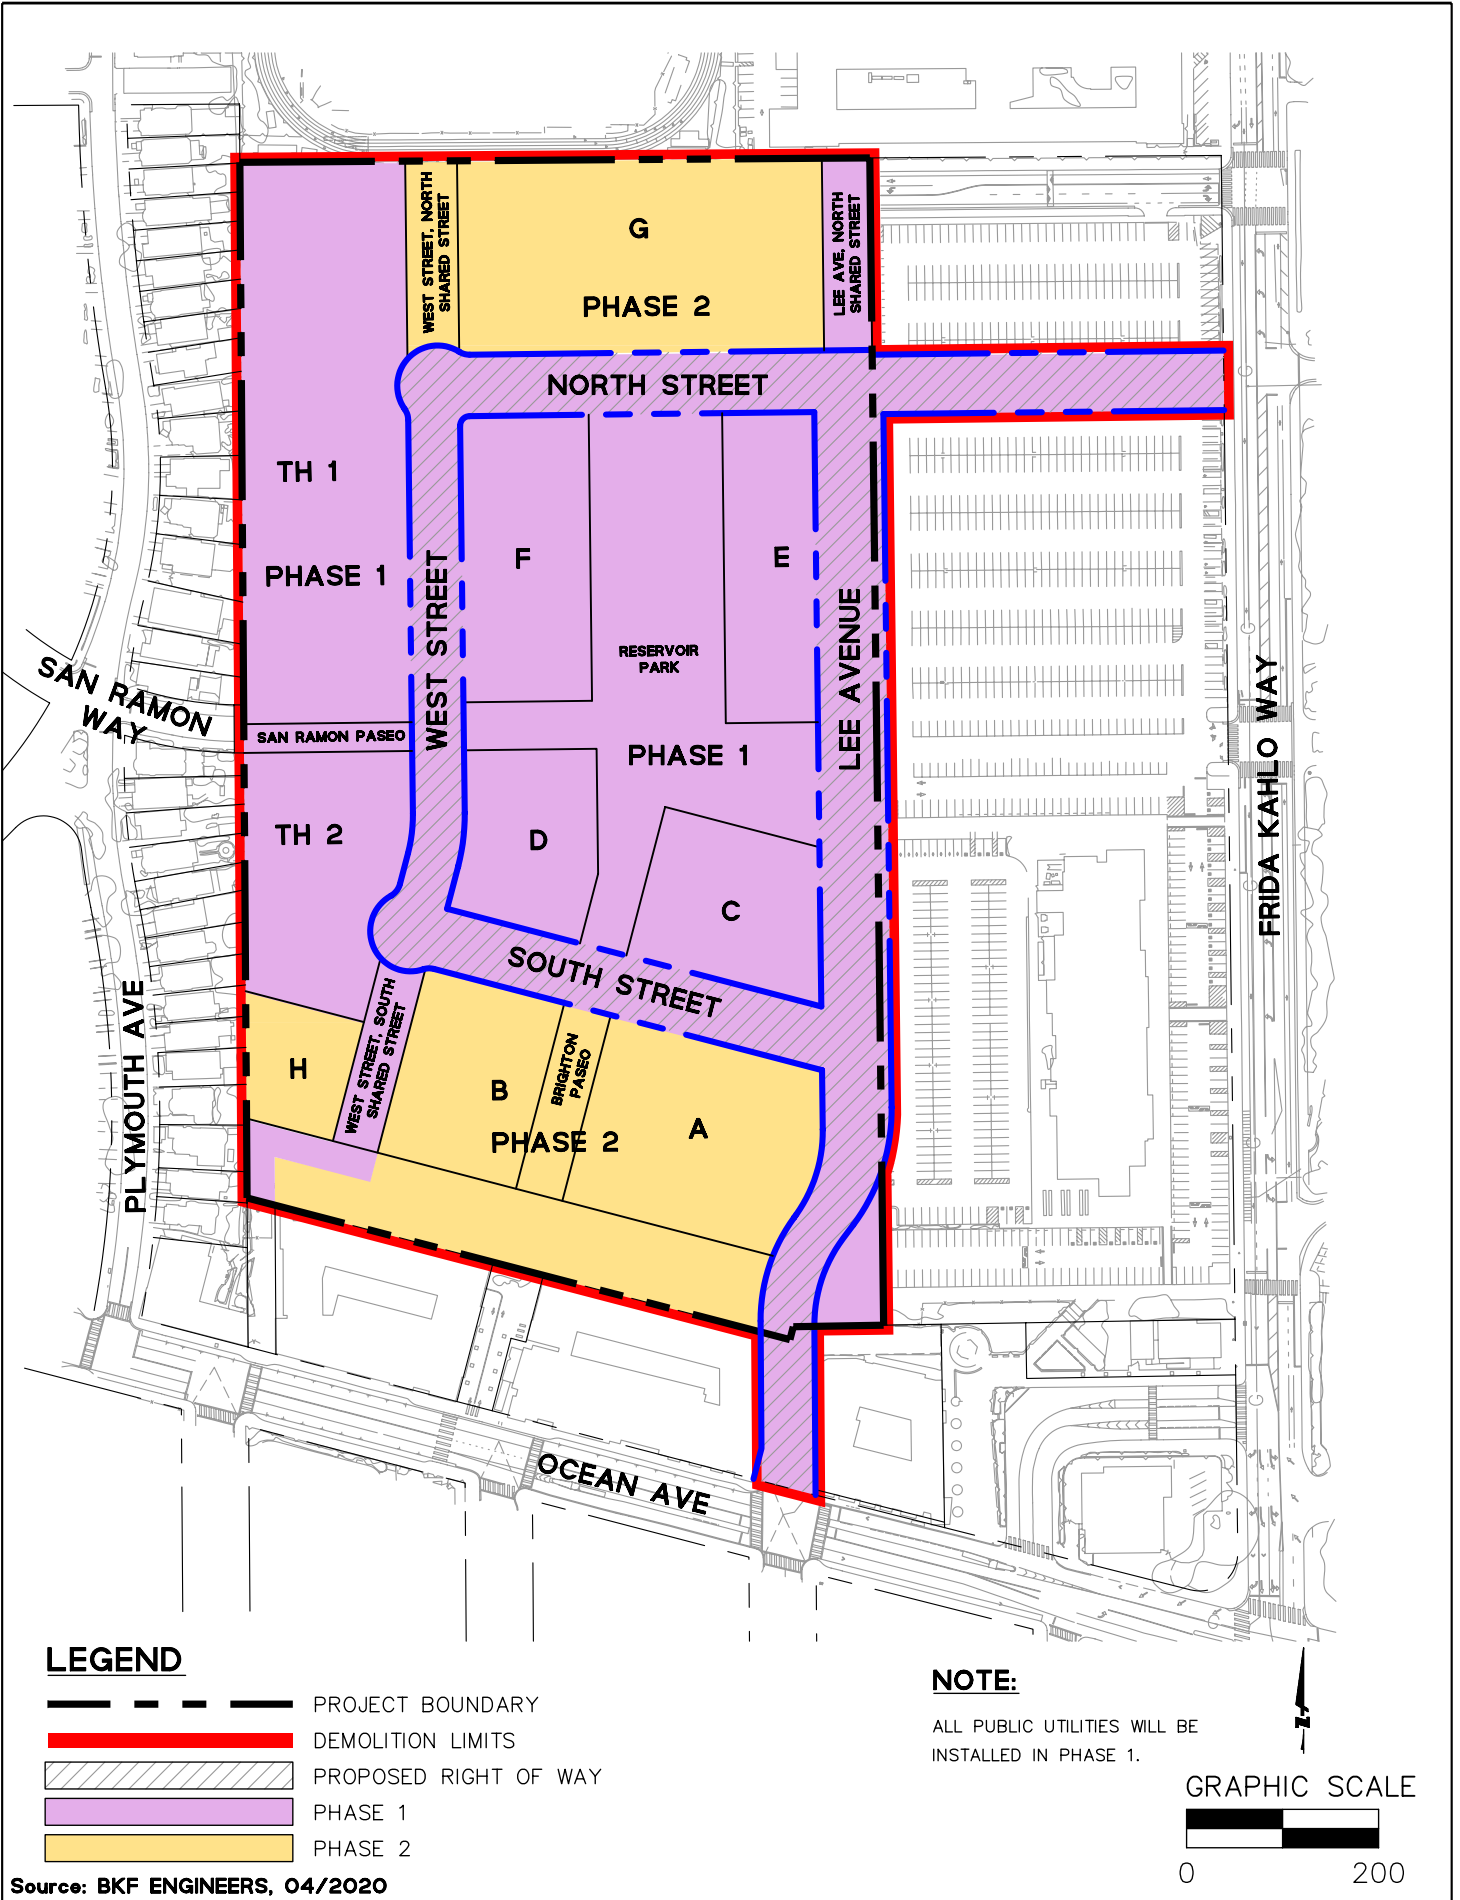 WEST STREET, NORTH
SHARED STREET
G
PHASE 2
LEE AVE, NORTH
SHARED STREET
NORTH STREET
TH 1
PHASE 1
F
E
WEST STREET
RESERVOIR
PARK
LEE AVENUE
SAN RAMON
WAY
SAN RAMON PASEO
PHASE 1
FRIDA KAHLO WAY
TH 2
D
C
SOUTH STREET
PLYMOUTH AVE
H
WEST STREET, SOUTH
SHARED STREET
B
BRIGHTON
PASEO
A
PHASE 2
OCEAN AVE
LEGEND
PROJECT BOUNDARY
DEMOLITION LIMITS
PROPOSED RIGHT OF WAY
PHASE 1
PHASE 2
Source: BKF ENGINEERS, 04/2020
NOTE:
ALL PUBLIC UTILITIES WILL BE
INSTALLED IN PHASE 1.
GRAPHIC SCALE
0 200